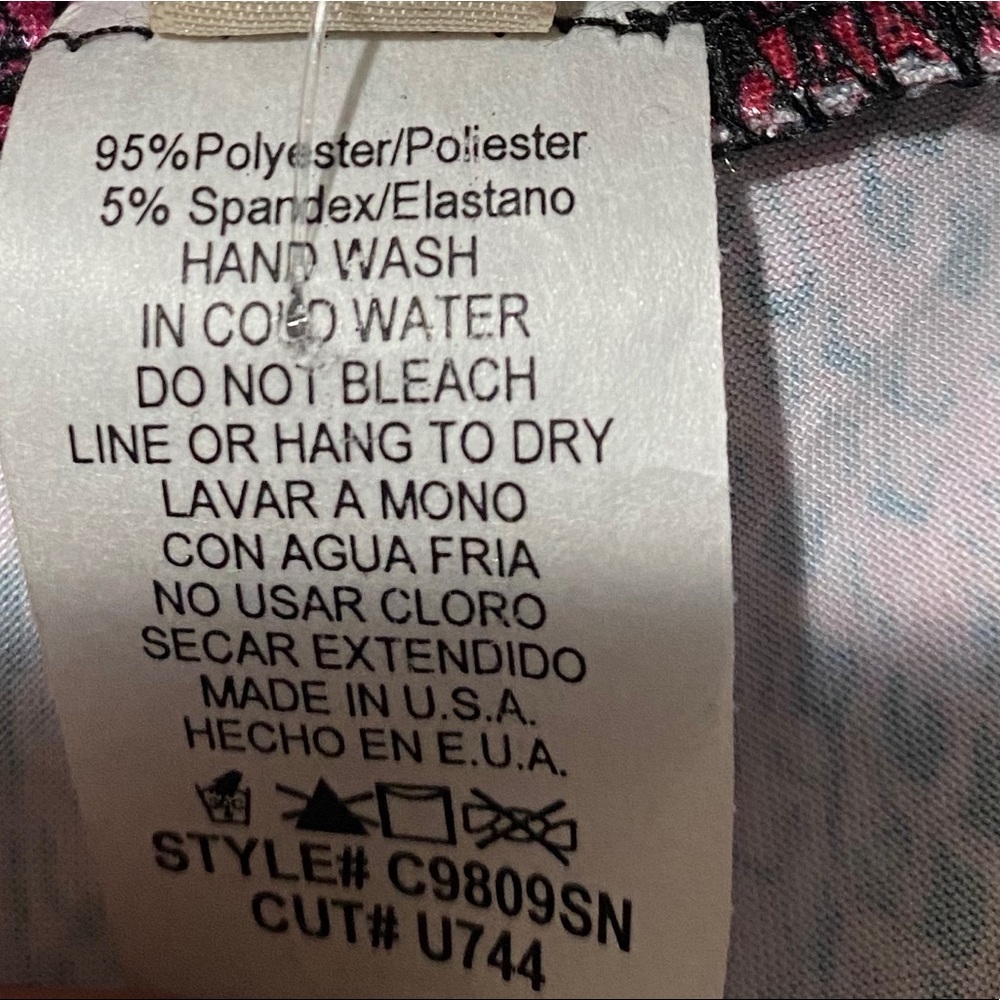 95%Polyester/Poliester
5% Spandex/Elastano
HAND WASH
IN COLD WATER
DO NOT BLEACH
LINE OR HANG TO DRY
LAVAR A MONO
CON AGUA FRIA
NO USAR CLORO
SECAR EXTENDIDO
MADE IN U.S.A.
HECHO EN E.U.A.
STYLE# C9809SN
CUT# U744